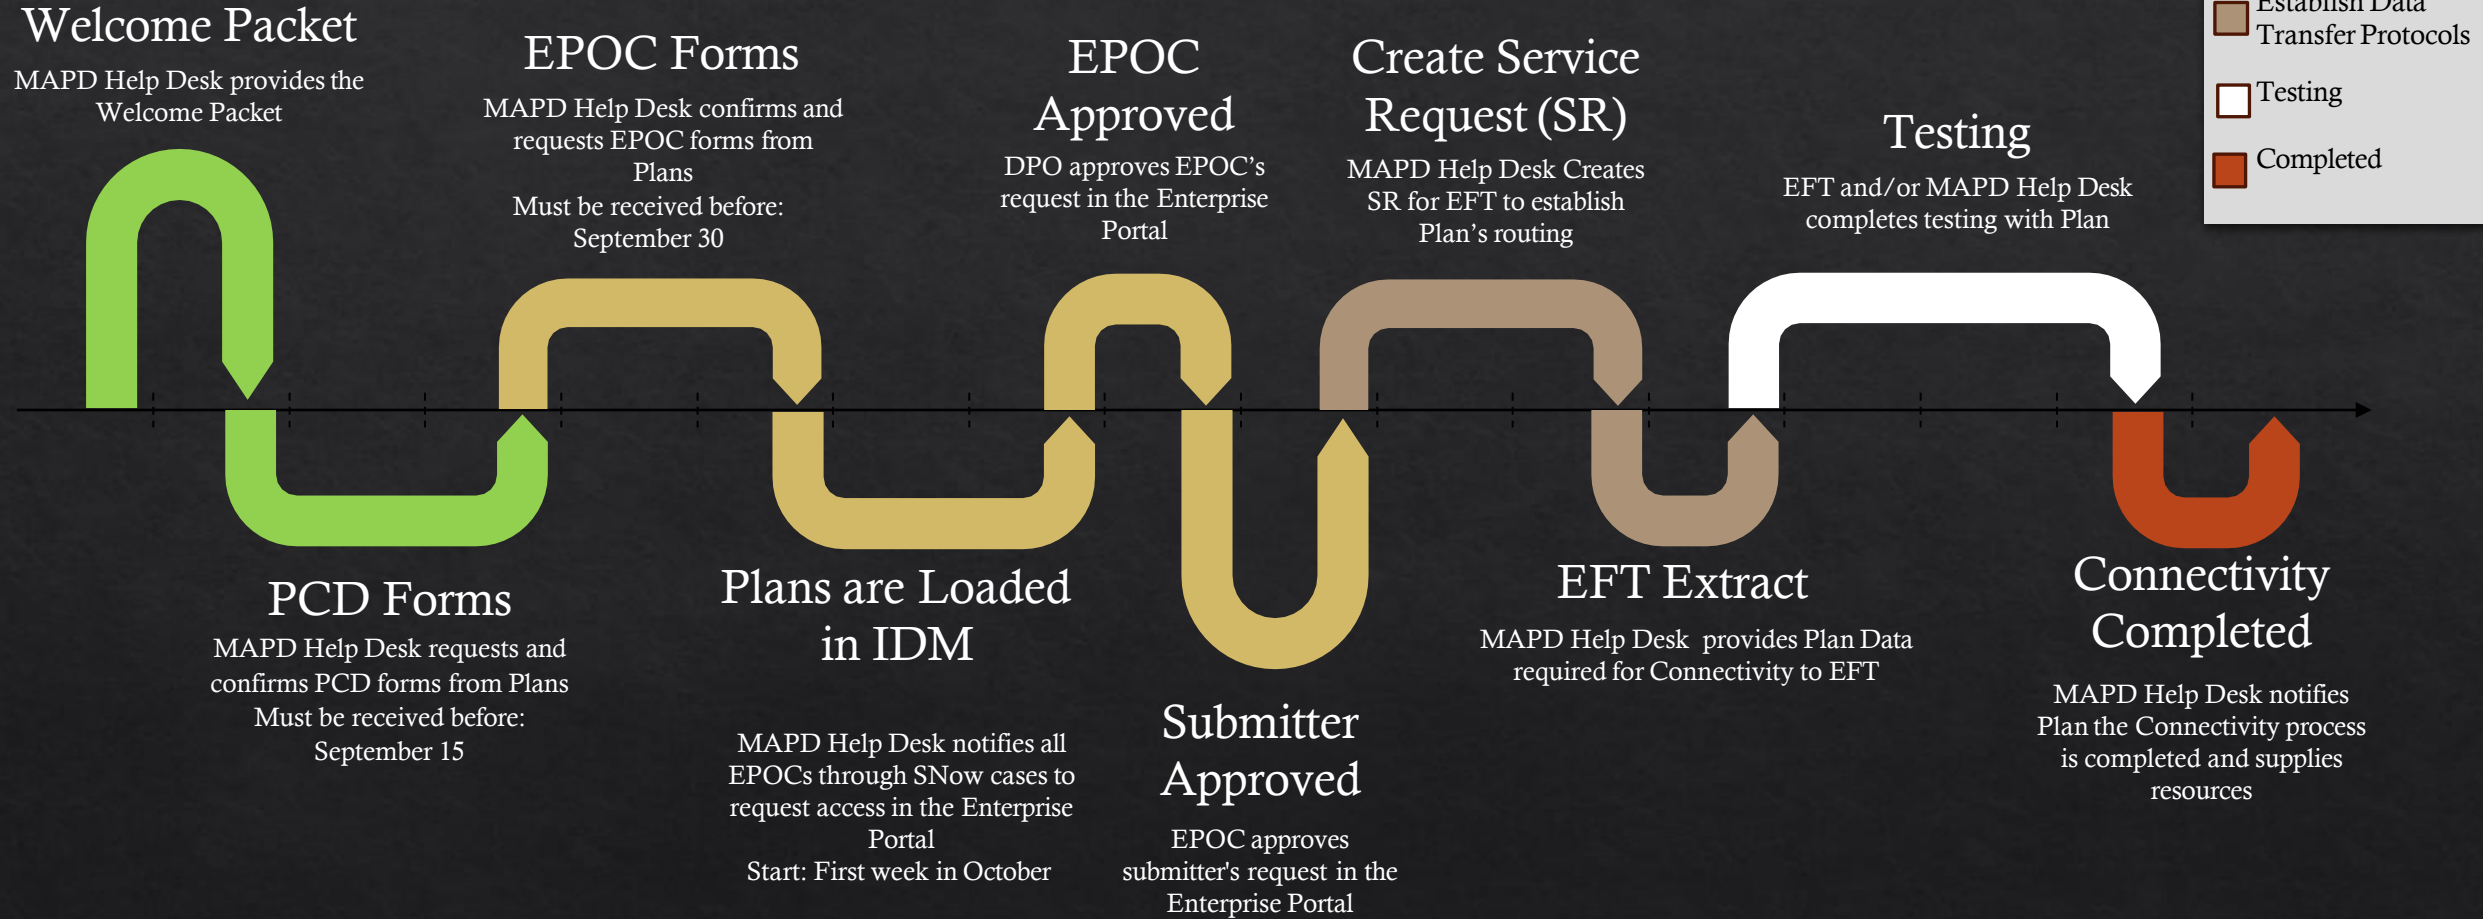 Welcome Packet
MAPD Help Desk provides the
Welcome Packet
PCD Forms
MAPD Help Desk requests and
confirms PCD forms from Plans
Must be received before:
September 15
EPOC Forms
MAPD Help Desk confirms and
requests EPOC forms from
Plans
Must be received before:
September 30
Plans are Loaded
in IDM
MAPD Help Desk notifies all
EPOCs through SNow cases to
request access in the Enterprise
Portal
Start: First week in October
EPOC
Approved
DPO approves EPOC’s
request in the Enterprise
Portal
Submitter
Approved
EPOC approves
submitter's request in the
Enterprise Portal
Create Service
Request (SR)
MAPD Help Desk Creates
SR for EFT to establish
Plan’s routing
EFT Extract
MAPD Help Desk provides Plan Data
required for Connectivity to EFT
Testing
EFT and/or MAPD Help Desk
completes testing with Plan
Connectivity
Completed
MAPD Help Desk notifies
Plan the Connectivity process
is completed and supplies
resources
Establish Data
Transfer Protocols
Testing
Completed